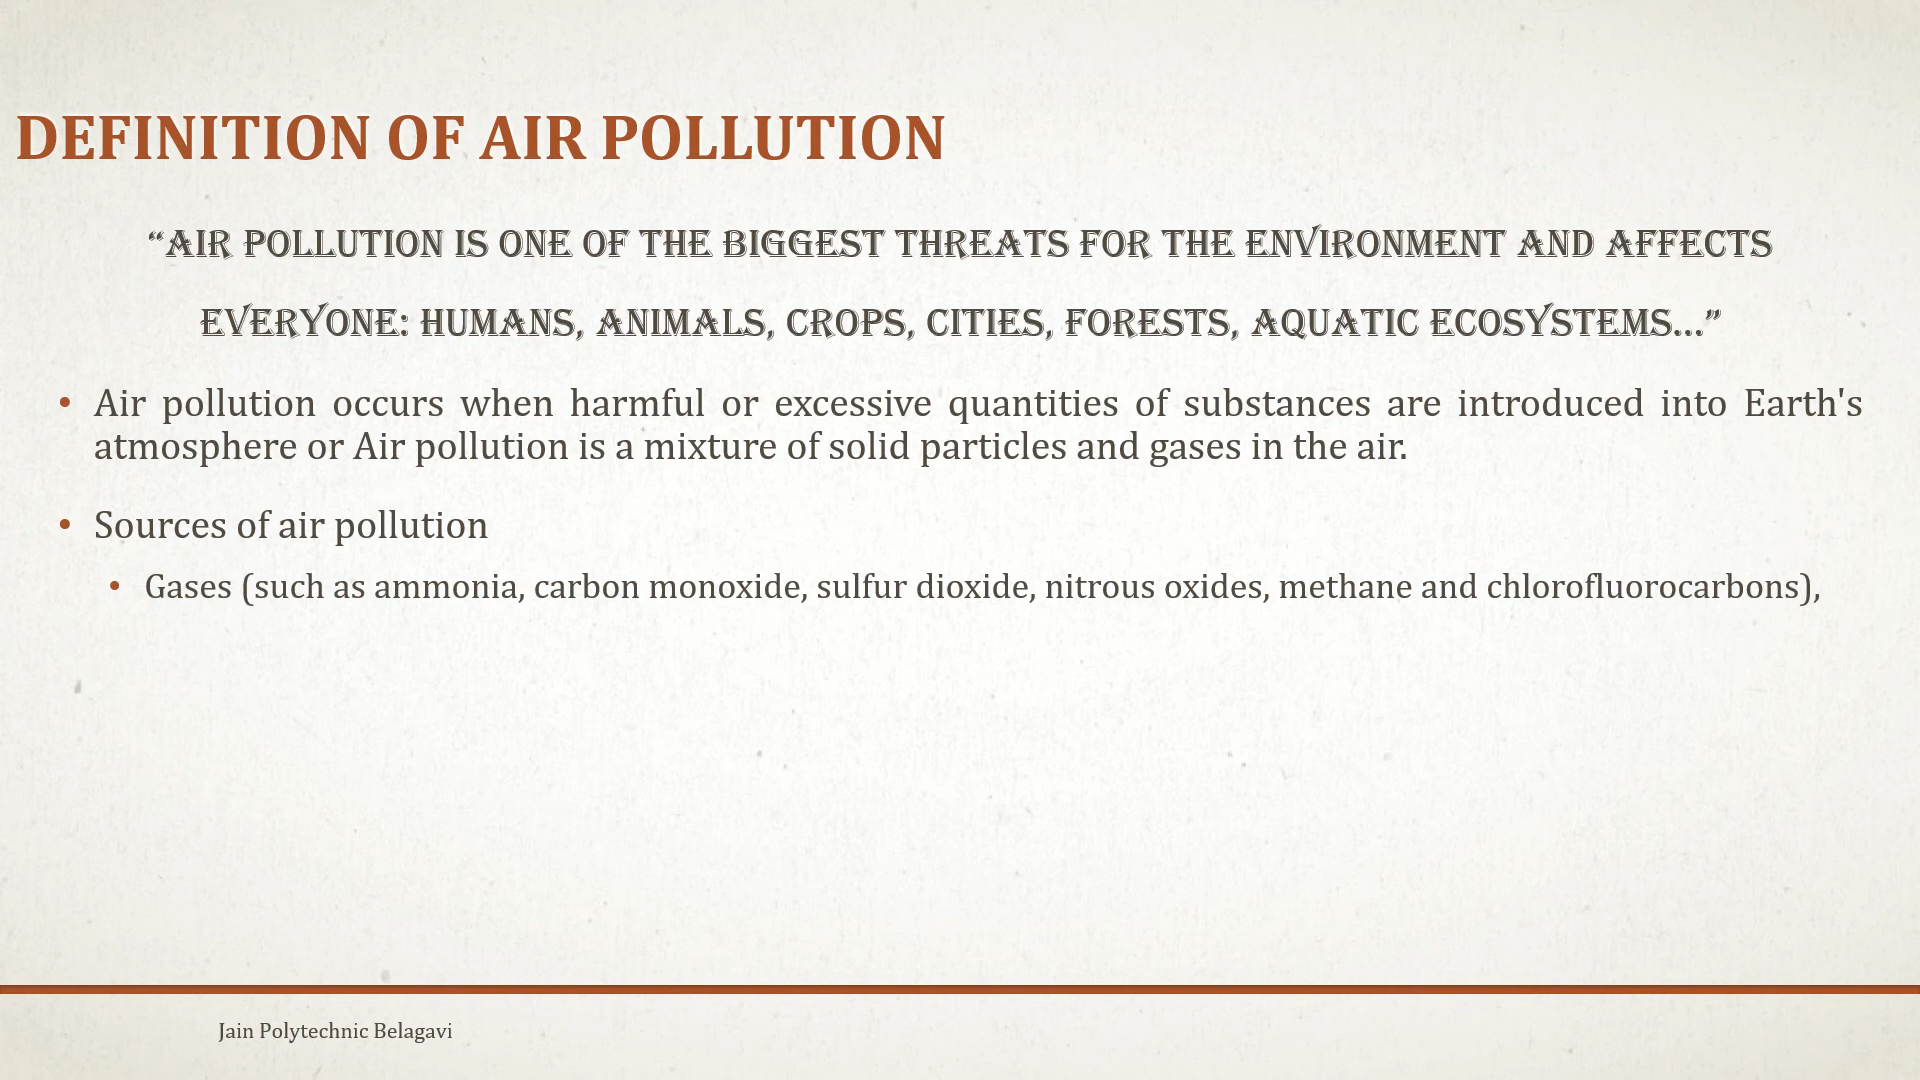 DEFINITION OF AIR POLLUTION
“AIR POLLUTION IS ONE OF THE BIGGEST THREATS FOR THE ENVIRONMENT AND AFFECTS
EVERYONE: HUMANS, ANIMALS, CROPS, CITIES, FORESTS, AQUATIC ECOSYSTEMS…”
• Air pollution occurs when harmful or excessive quantities of substances are introduced into Earth's
atmosphere or Air pollution is a mixture of solid particles and gases in the air.
• Sources of air pollution
• Gases (such as ammonia, carbon monoxide, sulfur dioxide, nitrous oxides, methane and chlorofluorocarbons),
Jain Polytechnic Belagavi